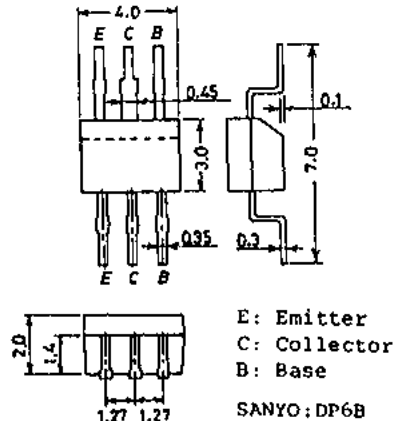 4.0
E C B
0.45
0.1
3.0
7.0
0.35
0.3
E C B
2.0
1.4
1.27 1.27
E: Emitter
C: Collector
B: Base
SANYO:DP6B